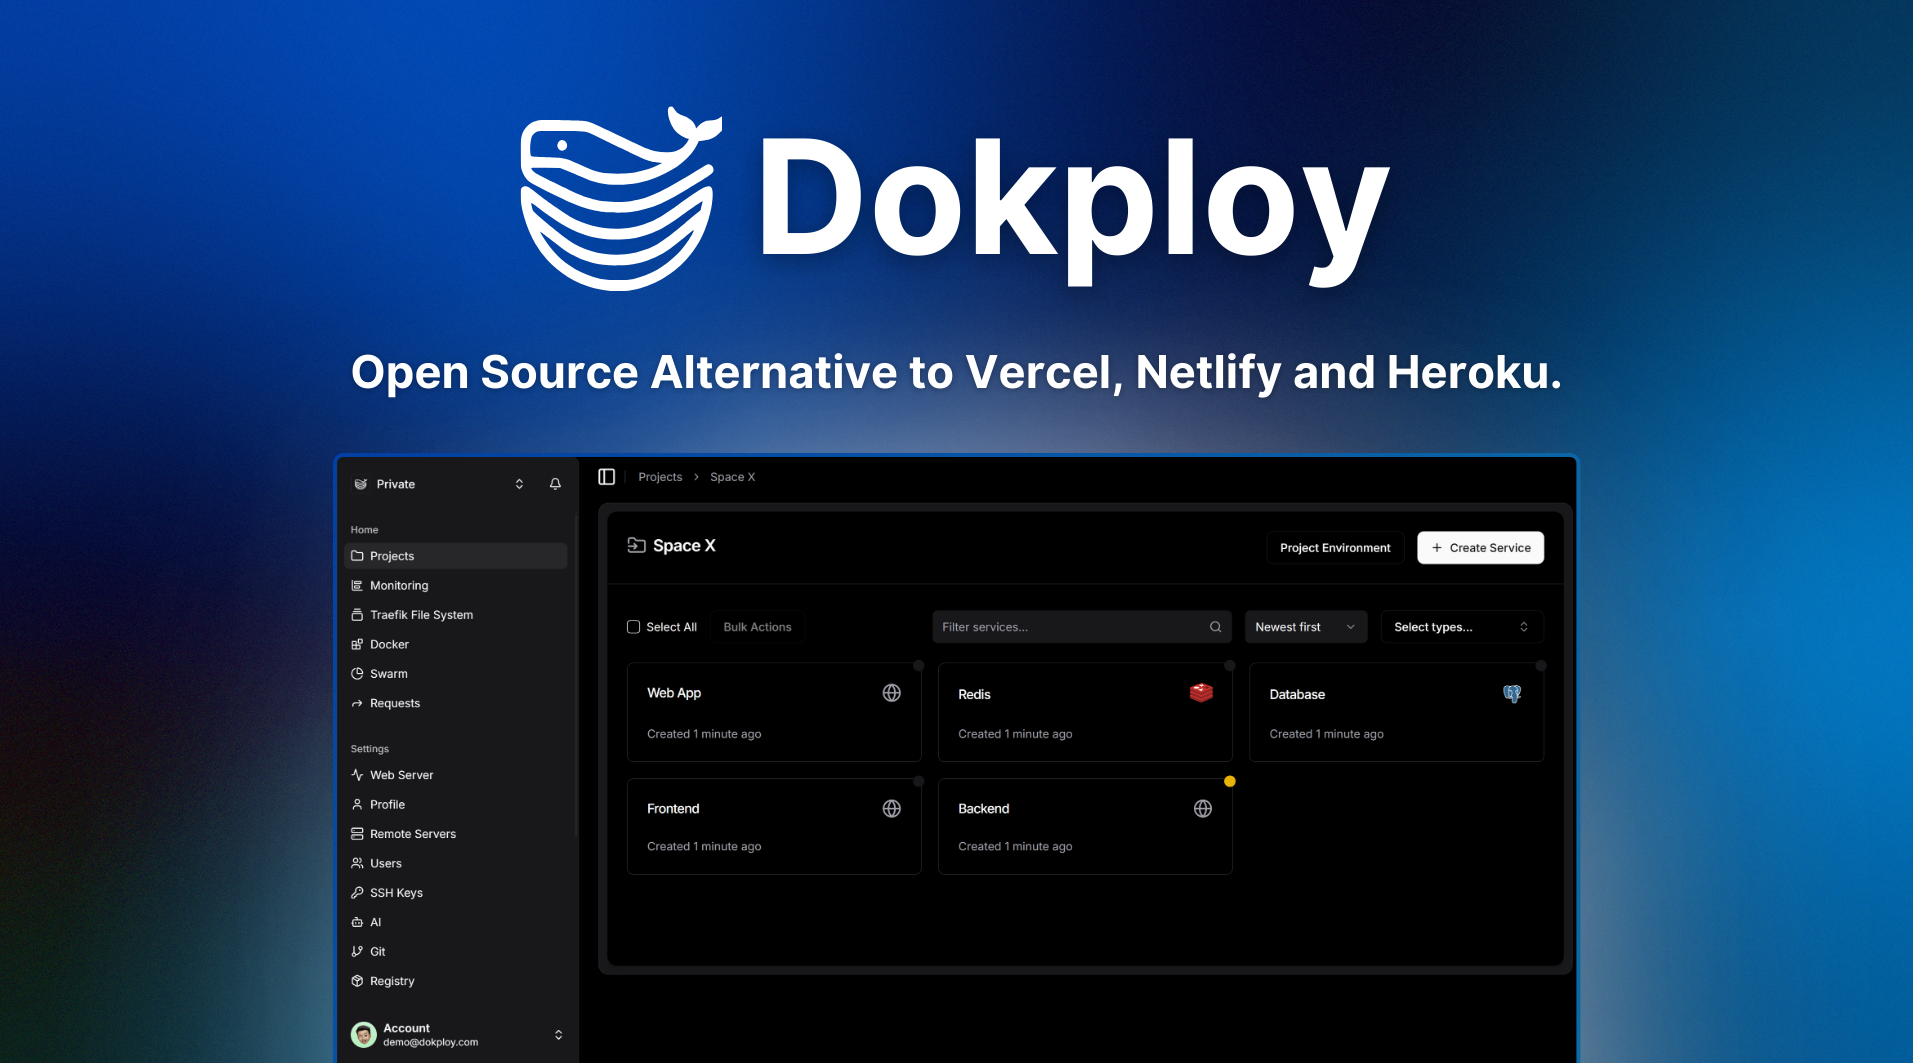 Dokploy
Open Source Alternative to Vercel, Netlify and Heroku.
Private
Home
Projects
Monitoring
Traefik File System
Docker
Swarm
Requests
Settings
Web Server
Profile
Remote Servers
Users
SSH Keys
AI
Git
Registry
Account
demo@dokploy.com
Projects > Space X
Space X
Project Environment
+ Create Service
Select All
Bulk Actions
Filter services...
Newest first
Select types...
Web App
Created 1 minute ago
Redis
Created 1 minute ago
Database
Created 1 minute ago
Frontend
Created 1 minute ago
Backend
Created 1 minute ago